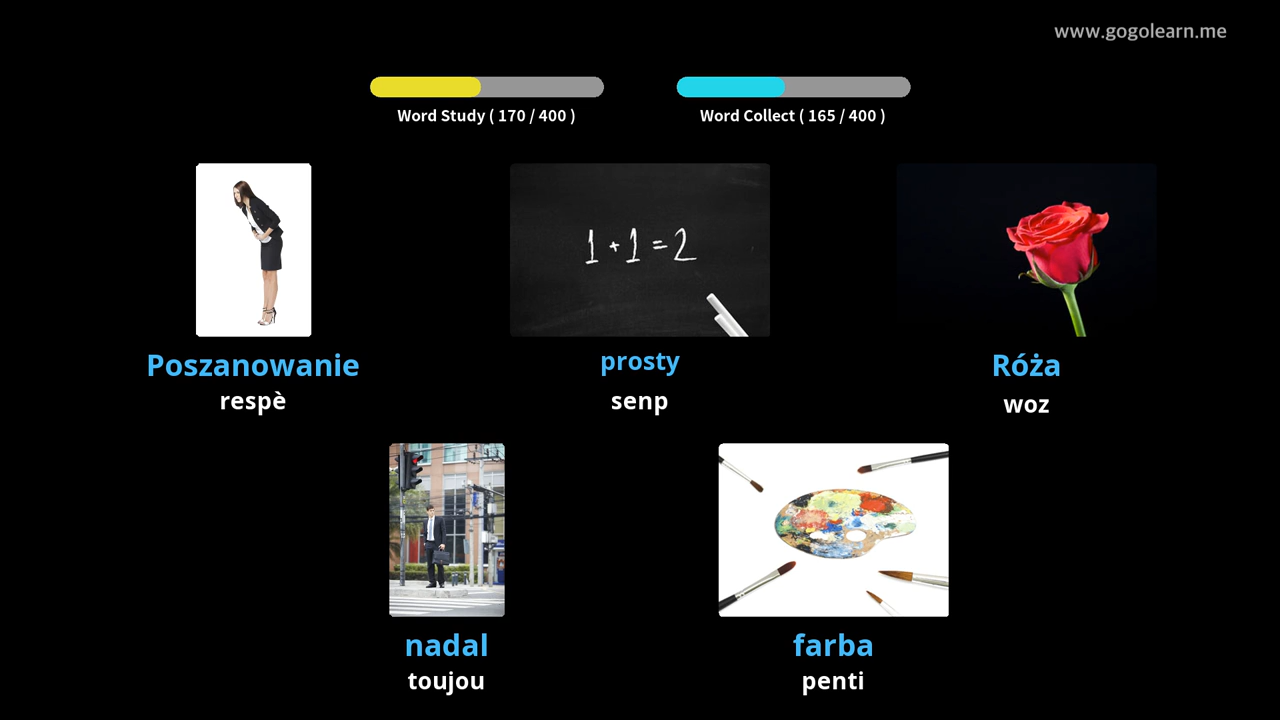 www.gogolearn.me
Word Study ( 170 / 400 )
Word Collect ( 165 / 400 )
1 + 1 = 2
Poszanowanie
respè
prosty
senp
Róża
woz
nadal
toujou
farba
penti